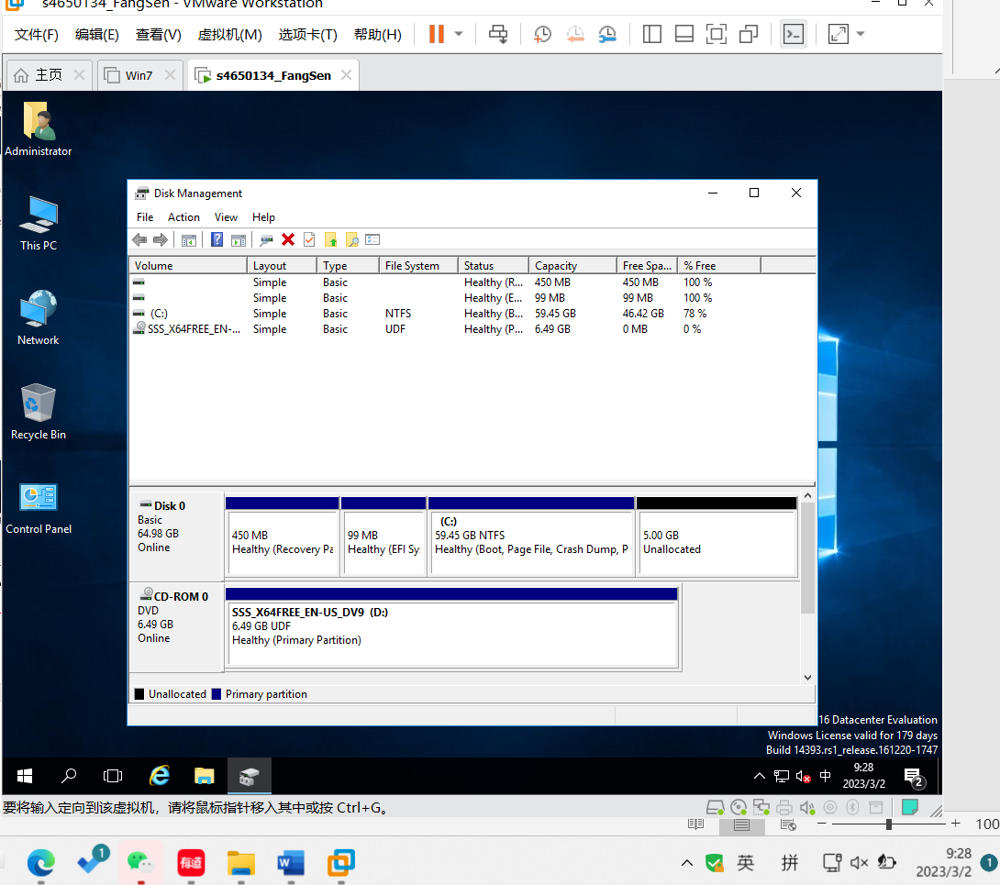 s4650134_FangSen - VMware Workstation
文件(F) 编辑(E) 查看(V) 虚拟机(M) 选项卡(T) 帮助(H)
主页 Win7 s4650134_FangSen
Administrator
This PC
Network
Recycle Bin
Control Panel
Disk Management
File Action View Help
Volume Layout Type File System Status Capacity Free Spa... % Free
Simple Basic Healthy (R... 450 MB 450 MB 100 %
Simple Basic Healthy (E... 99 MB 99 MB 100 %
(C:) Simple Basic NTFS Healthy (B... 59.45 GB 46.42 GB 78 %
SSS_X64FREE_EN-... Simple Basic UDF Healthy (P... 6.49 GB 0 MB 0 %
Disk 0
Basic
64.98 GB
Online
450 MB
Healthy (Recovery Pa
99 MB
Healthy (EFI Sy
(C:)
59.45 GB NTFS
Healthy (Boot, Page File, Crash Dump, P
5.00 GB
Unallocated
CD-ROM 0
DVD
6.49 GB
Online
SSS_X64FREE_EN-US_DV9 (D:)
6.49 GB UDF
Healthy (Primary Partition)
Unallocated Primary partition
16 Datacenter Evaluation
Windows License valid for 179 days
Build 14393.rs1_release.161220-1747
中
9:28
2023/3/2
2
要将输入定向到该虚拟机，请将鼠标指针移入其中或按 Ctrl+G。
100
1
有道
W
英
拼
9:28
2023/3/2
1